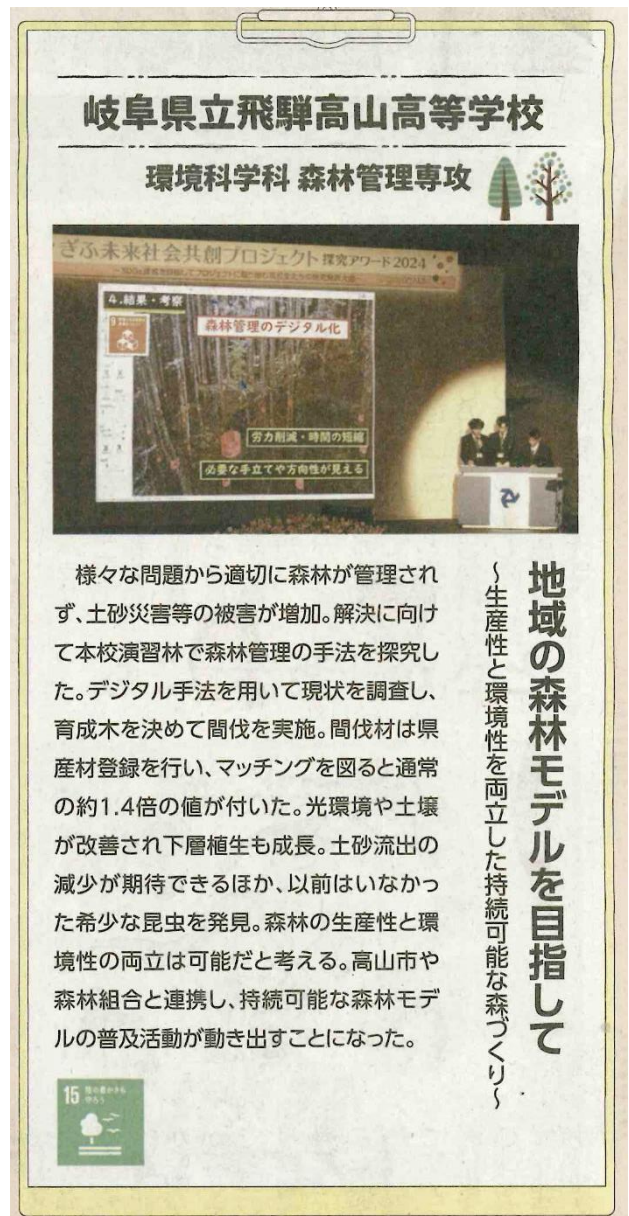 岐阜県立飛騨高山高等学校
環境科学科 森林管理専攻
ぎふ未来社会共創プロジェクト 探究アワード2024
4.結果・考察
森林管理のデジタル化
労力削減・時間の短縮
必要な手立てや方向性が見える
地域の森林モデルを目指して
～生産性と環境性を両立した持続可能な森づくり～
様々な問題から適切に森林が管理され
ず、土砂災害等の被害が増加。解決に向け
て本校演習林で森林管理の手法を探究し
た。デジタル手法を用いて現状を調査し、
育成木を決めて間伐を実施。間伐材は県
産材登録を行い、マッチングを図ると通常
の約1.4倍の値が付いた。光環境や土壌
が改善され下層植生も成長。土砂流出の
減少が期待できるほか、以前はいなかっ
た希少な昆虫を発見。森林の生産性と環
境性の両立は可能だと考える。高山市や
森林組合と連携し、持続可能な森林モデ
ルの普及活動が動き出すことになった。
15 陸の豊かさも
守ろう